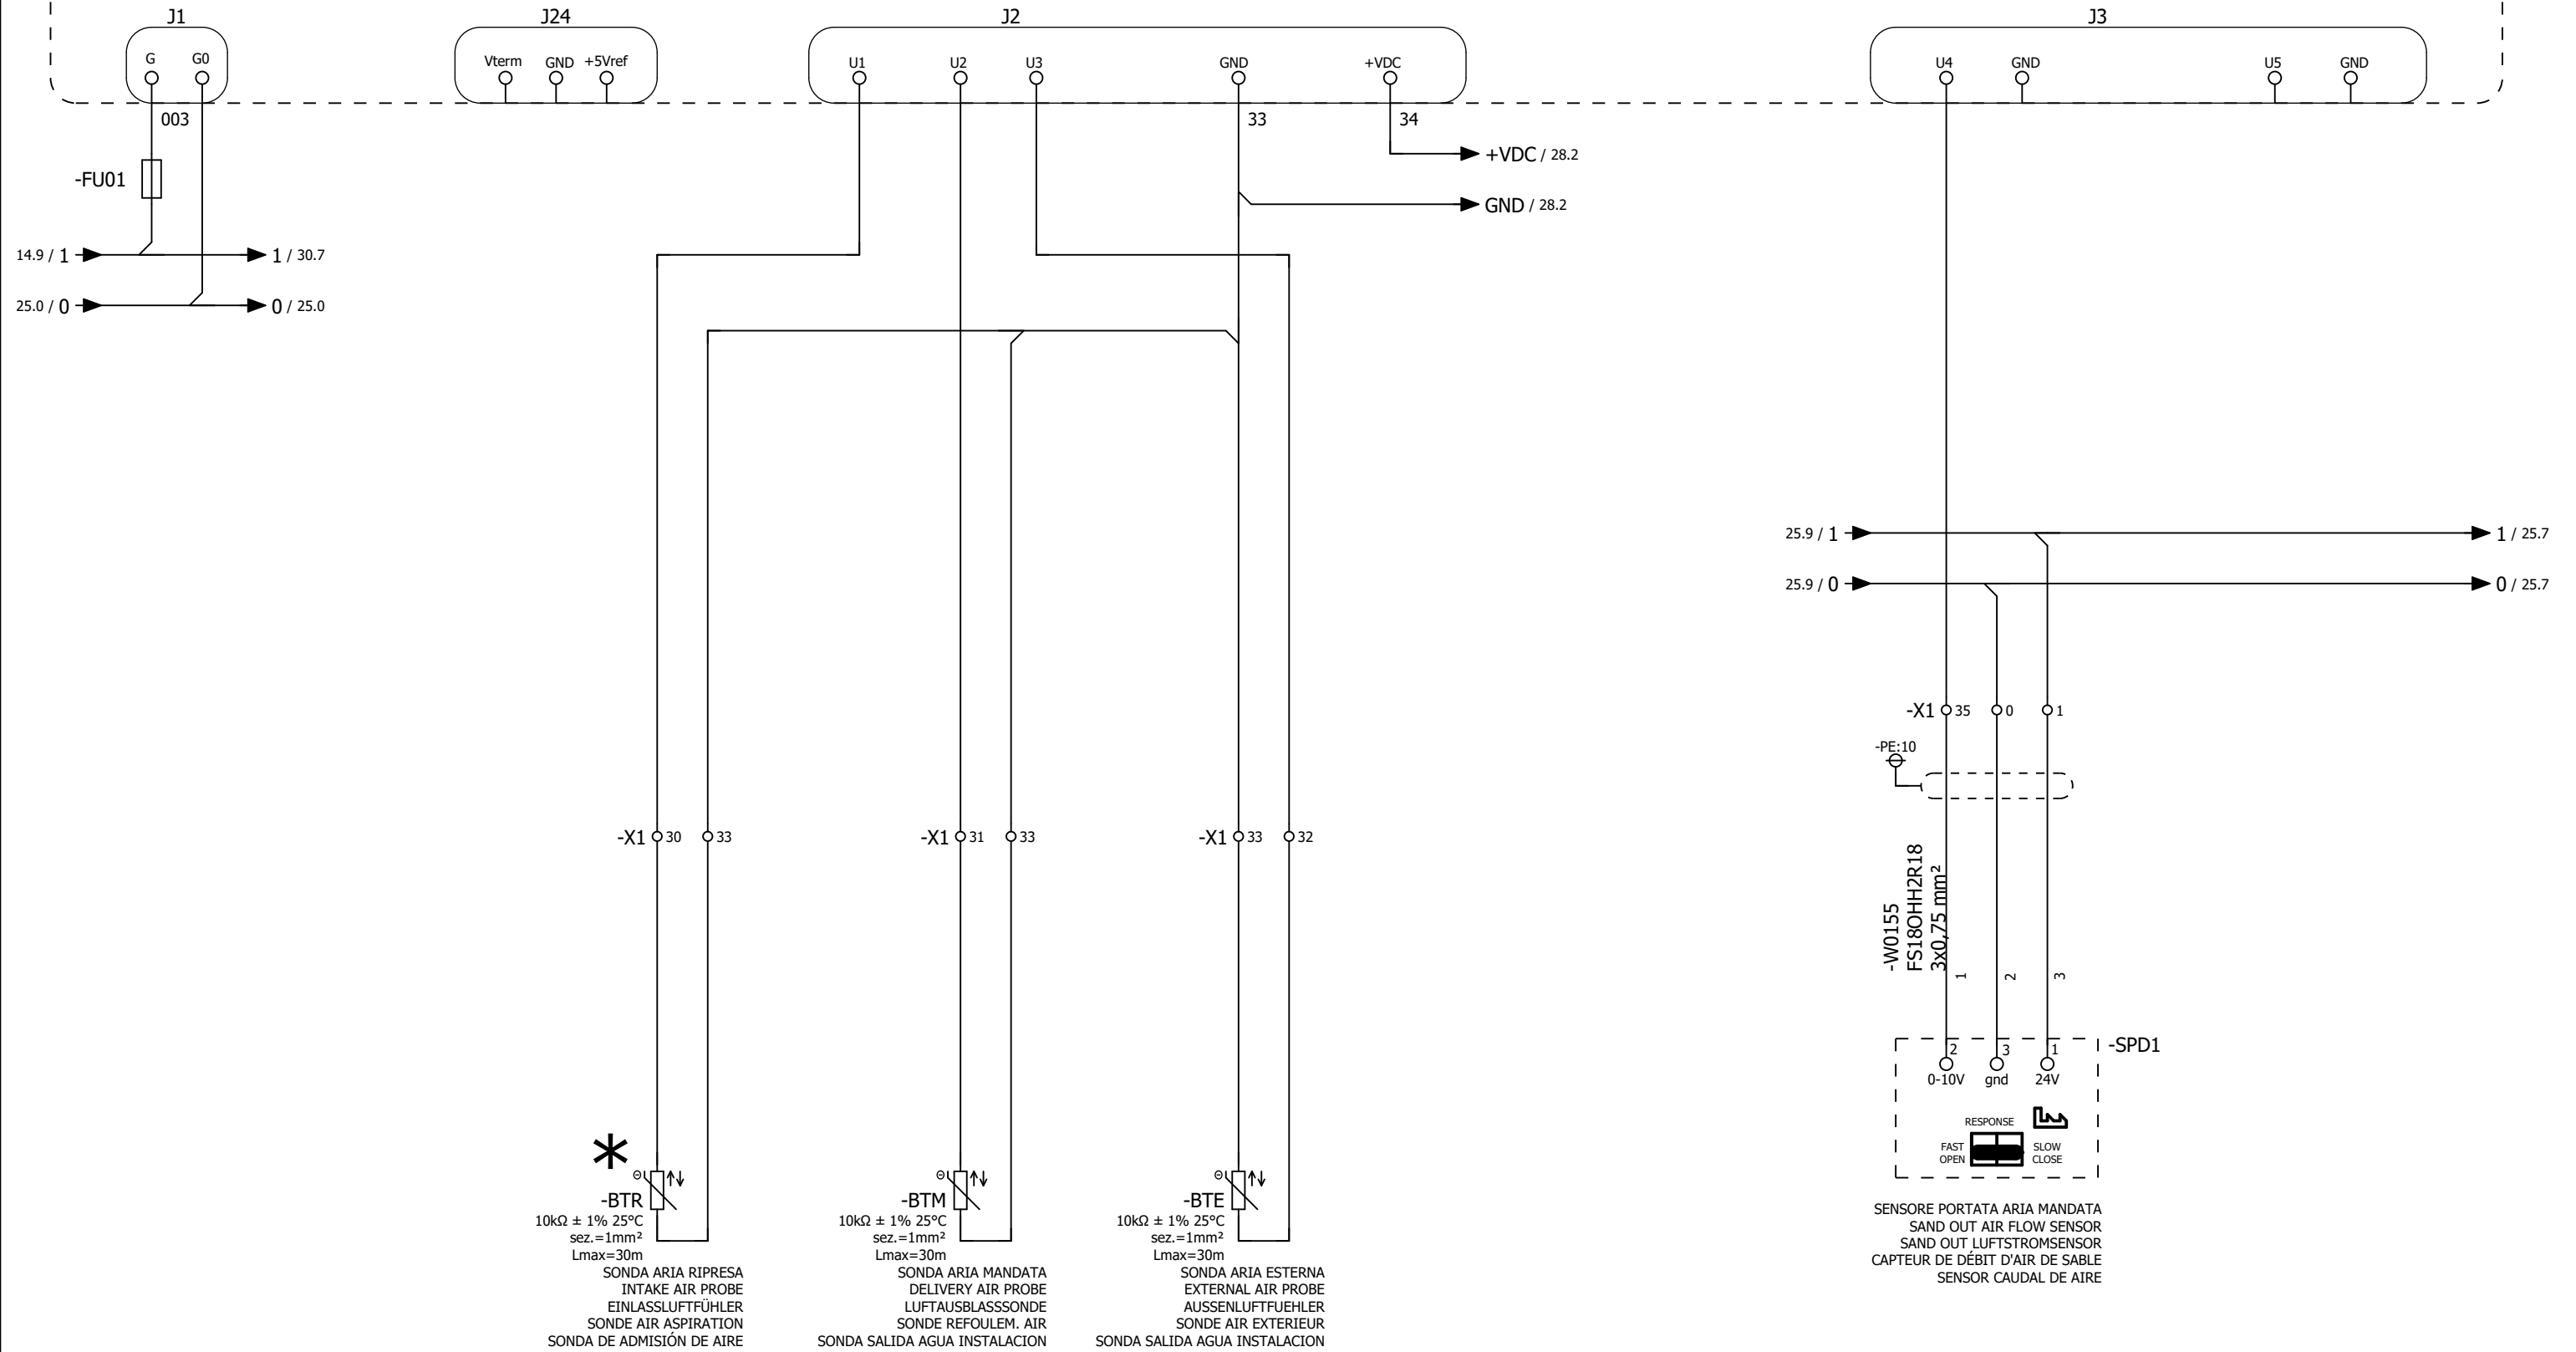 J1
J24
J2
J3
G
G0
Vterm
GND
+5Vref
U1
U2
U3
GND
+VDC
U4
GND
U5
GND
003
33
34
+VDC / 28.2
-FU01
GND / 28.2
14.9 / 1
1 / 30.7
25.0 / 0
0 / 25.0
25.9 / 1
1 / 25.7
25.9 / 0
0 / 25.7
-X1
35
0
1
-PE:10
-X1
30
33
-X1
31
33
-X1
33
32
-W0155
FS18OHH2R18
3x0,75 mm²
1
2
3
-SPD1
2
3
1
0-10V
gnd
24V
RESPONSE
FAST
OPEN
SLOW
CLOSE
SENSORE PORTATA ARIA MANDATA
SAND OUT AIR FLOW SENSOR
SAND OUT LUFTSTROMSENSOR
CAPTEUR DE DÉBIT D'AIR DE SABLE
SENSOR CAUDAL DE AIRE
*
-BTR
10kΩ ± 1% 25°C
sez.=1mm²
Lmax=30m
SONDA ARIA RIPRESA
INTAKE AIR PROBE
EINLASSLUFTFÜHLER
SONDE AIR ASPIRATION
SONDA DE ADMISIÓN DE AIRE
-BTM
10kΩ ± 1% 25°C
sez.=1mm²
Lmax=30m
SONDA ARIA MANDATA
DELIVERY AIR PROBE
LUFTAUSBLASSSONDE
SONDE REFOULEM. AIR
SONDA SALIDA AGUA INSTALACION
-BTE
10kΩ ± 1% 25°C
sez.=1mm²
Lmax=30m
SONDA ARIA ESTERNA
EXTERNAL AIR PROBE
AUSSENLUFTFUEHLER
SONDE AIR EXTERIEUR
SONDA SALIDA AGUA INSTALACION